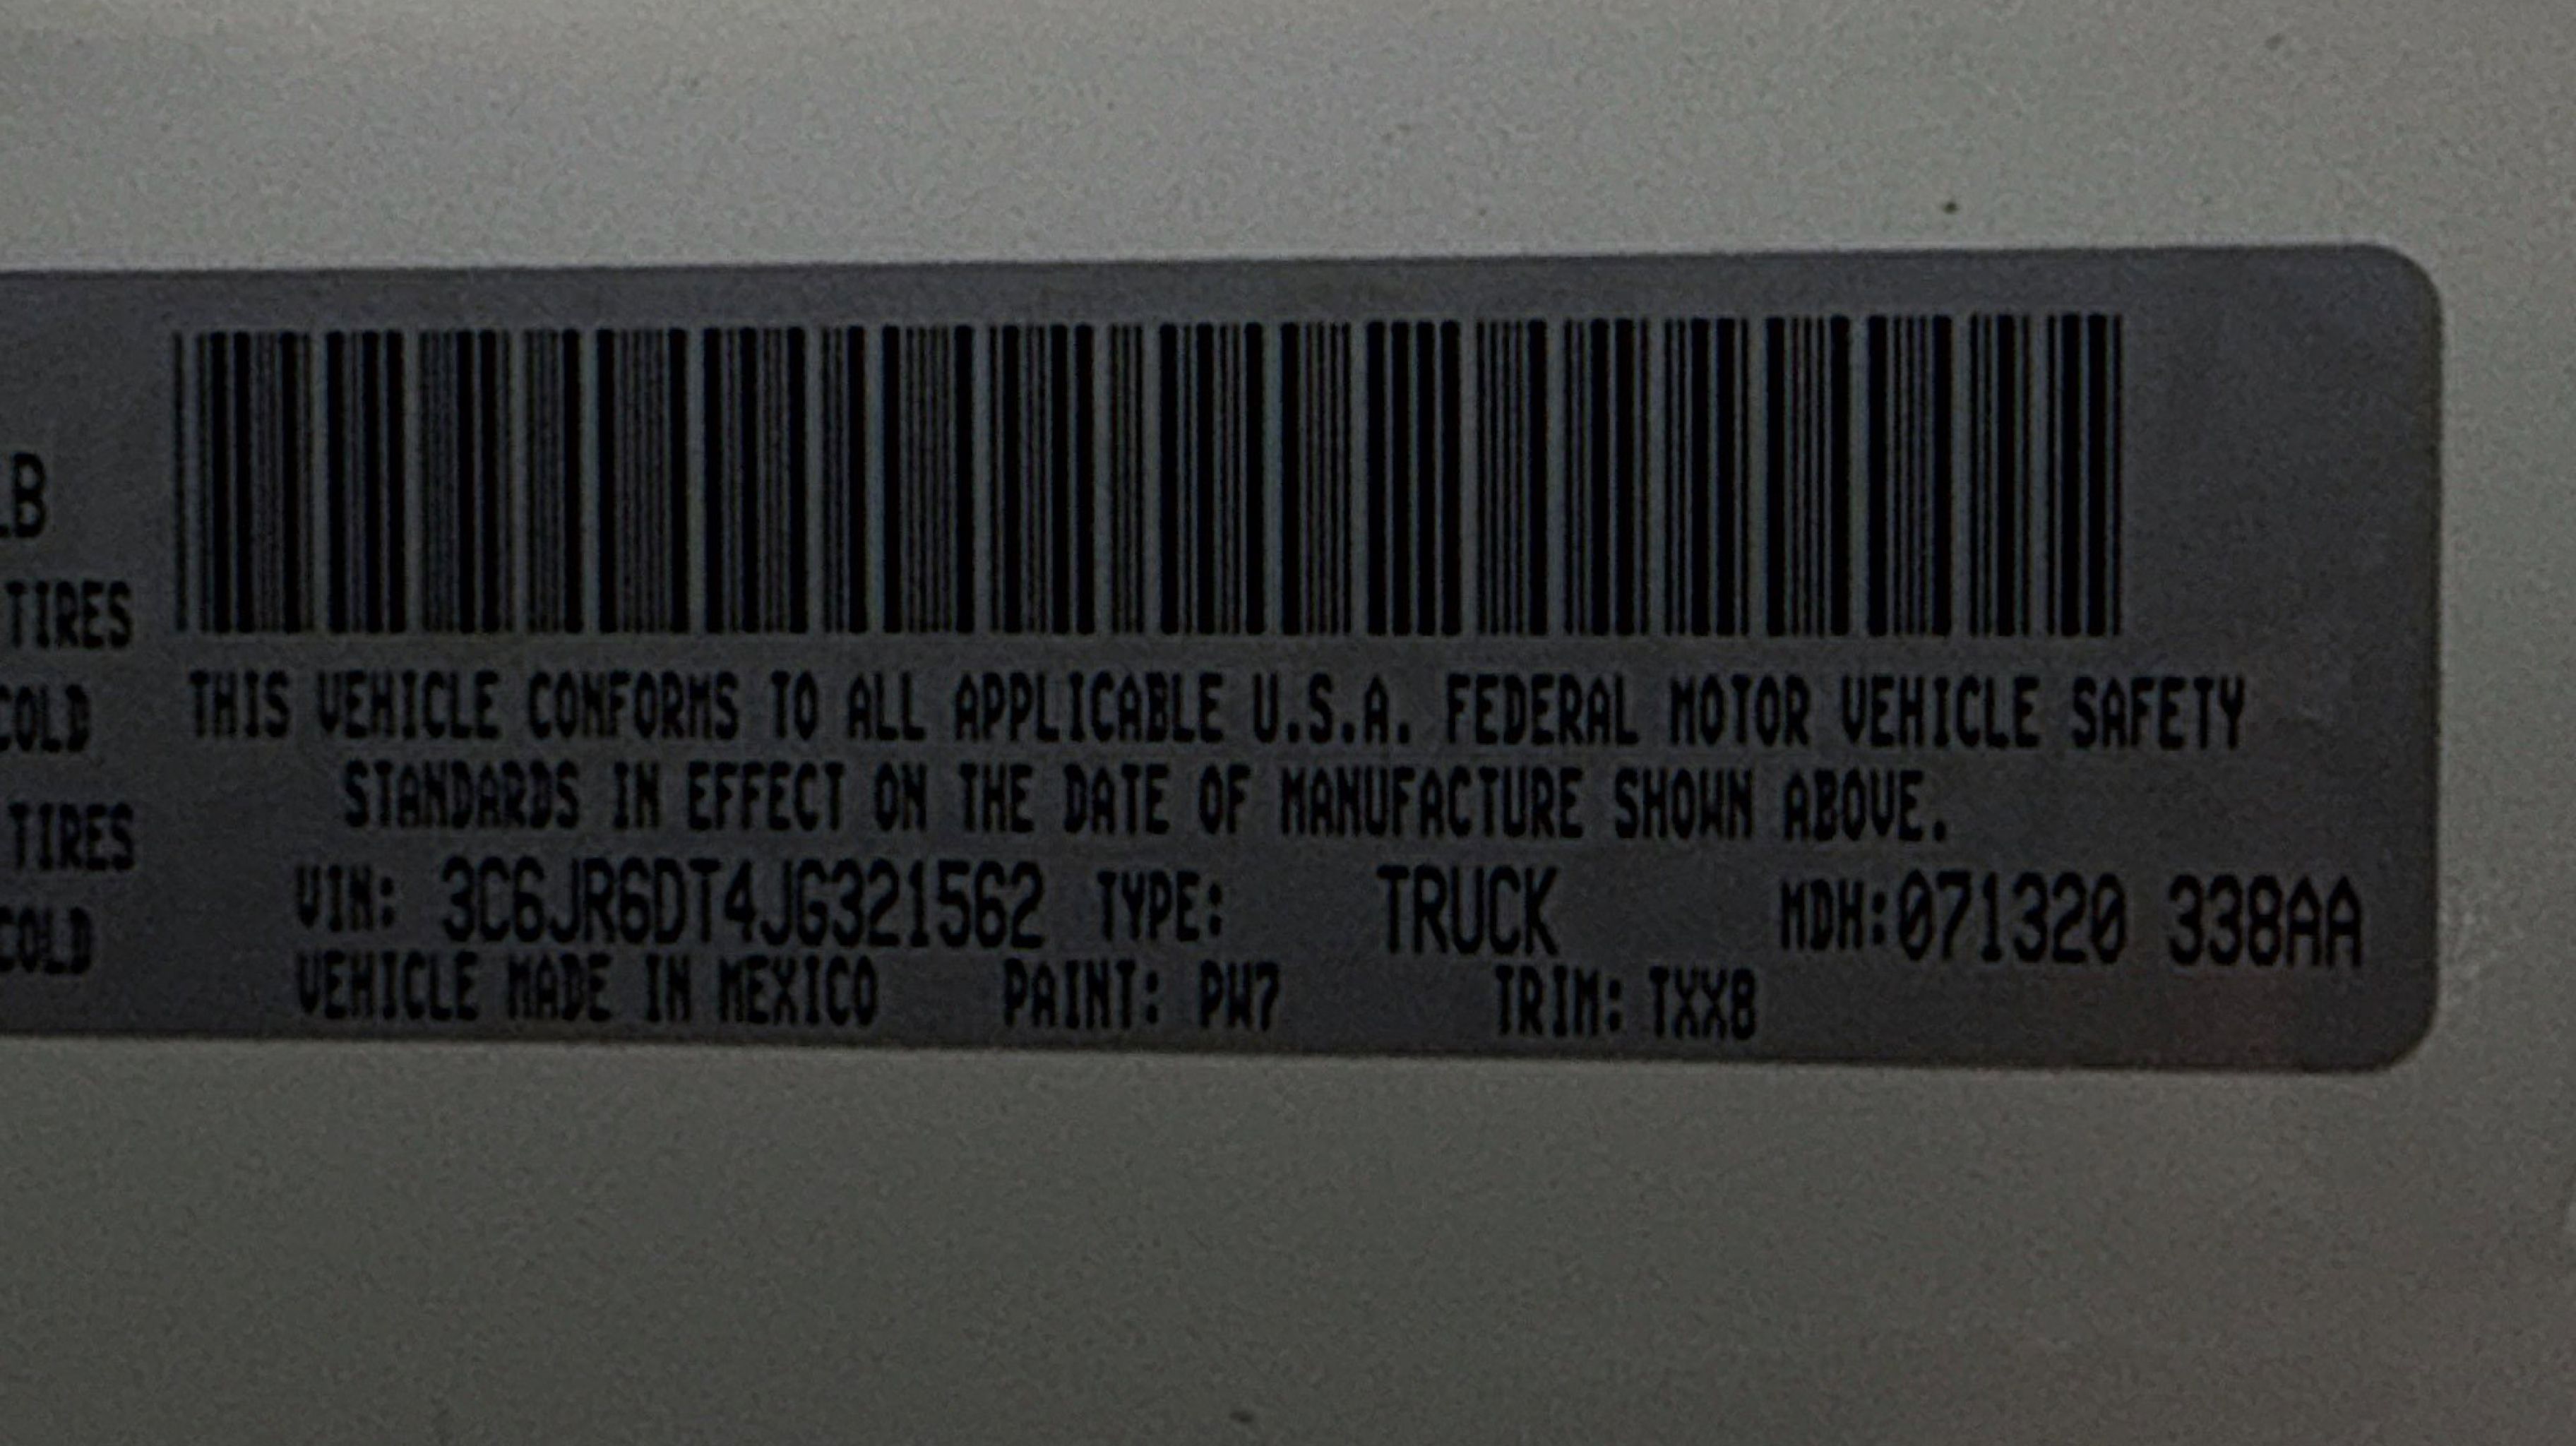 LB
TIRES
COLD
TIRES
COLD
THIS VEHICLE CONFORMS TO ALL APPLICABLE U.S.A. FEDERAL MOTOR VEHICLE SAFETY
STANDARDS IN EFFECT ON THE DATE OF MANUFACTURE SHOWN ABOVE.
VIN: 3C6JR6DT4JG321562 TYPE: TRUCK MDH:071320 338AA
VEHICLE MADE IN MEXICO PAINT: PW7 TRIM: TXX8